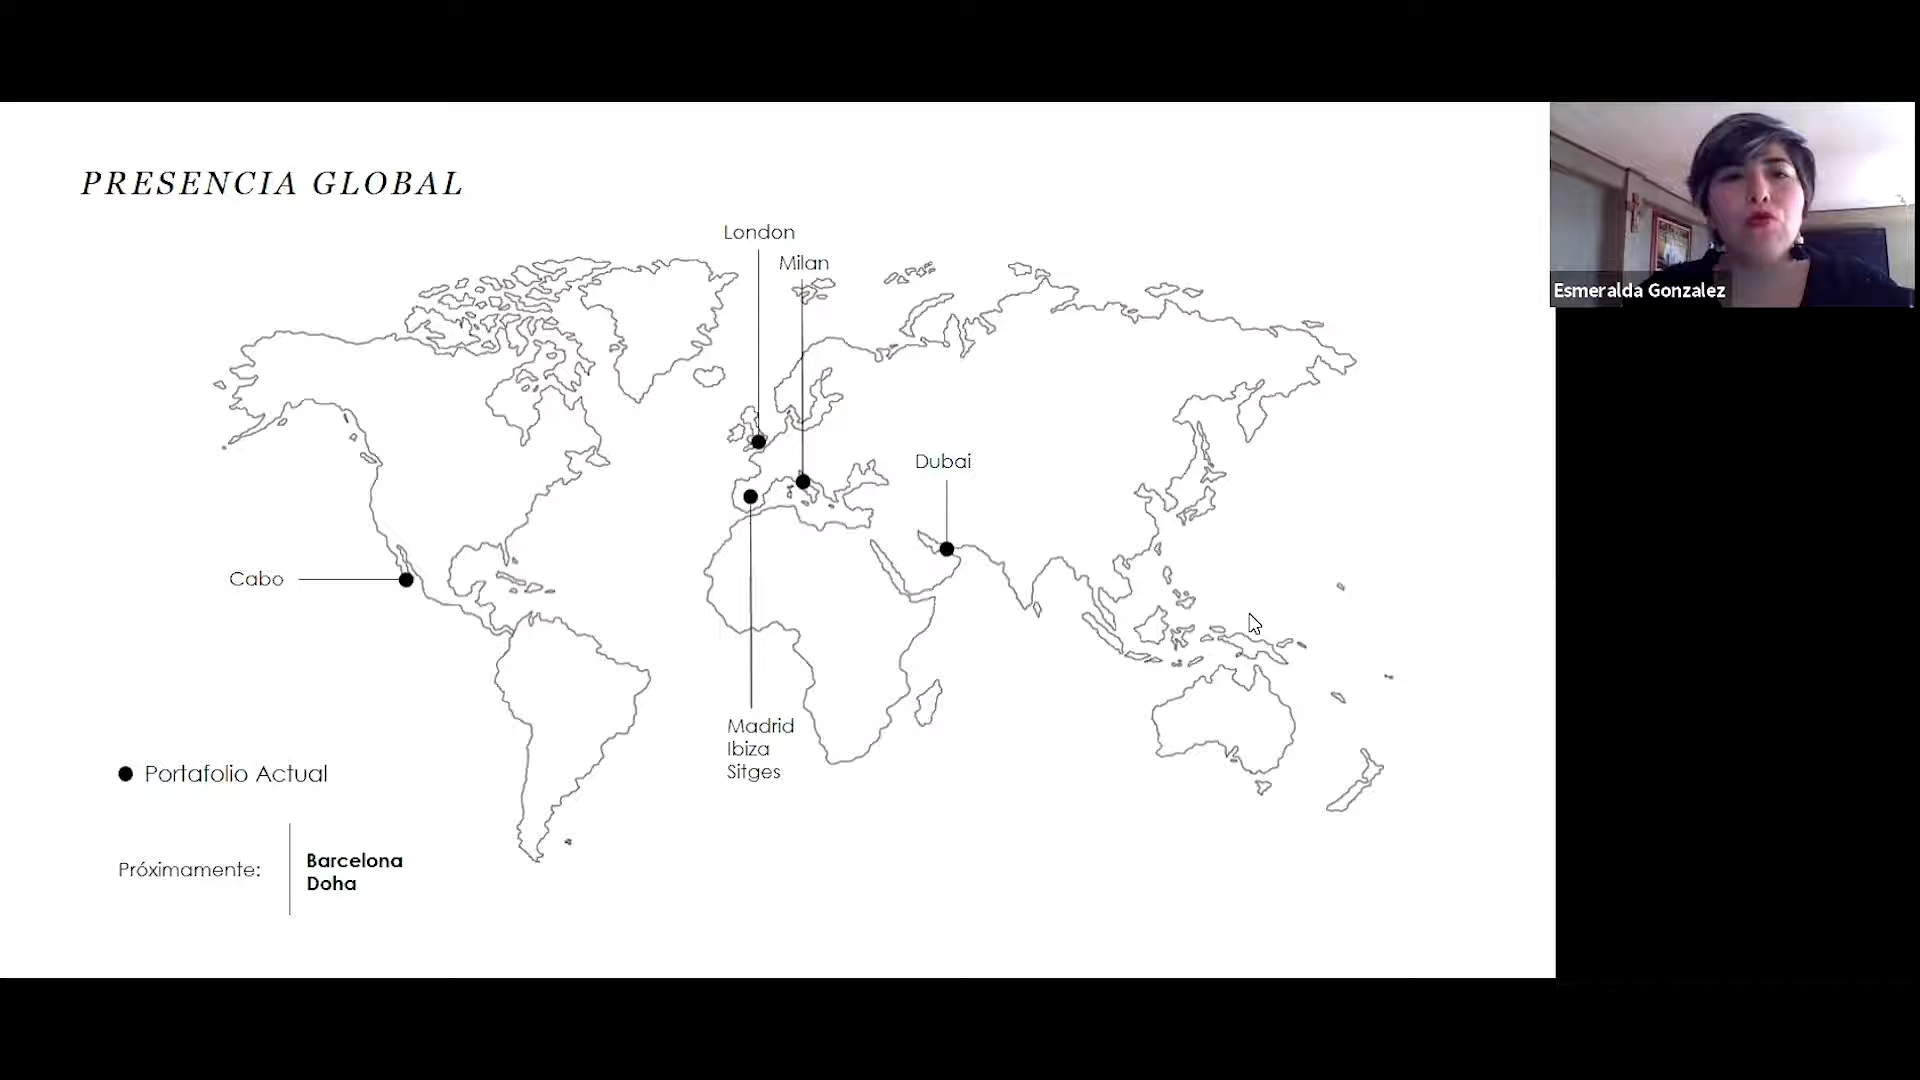 PRESENCIA GLOBAL
London
Milan
Dubai
Cabo
Madrid
Ibiza
Sitges
Portafolio Actual
Próximamente:
Barcelona
Doha
Esmeralda Gonzalez